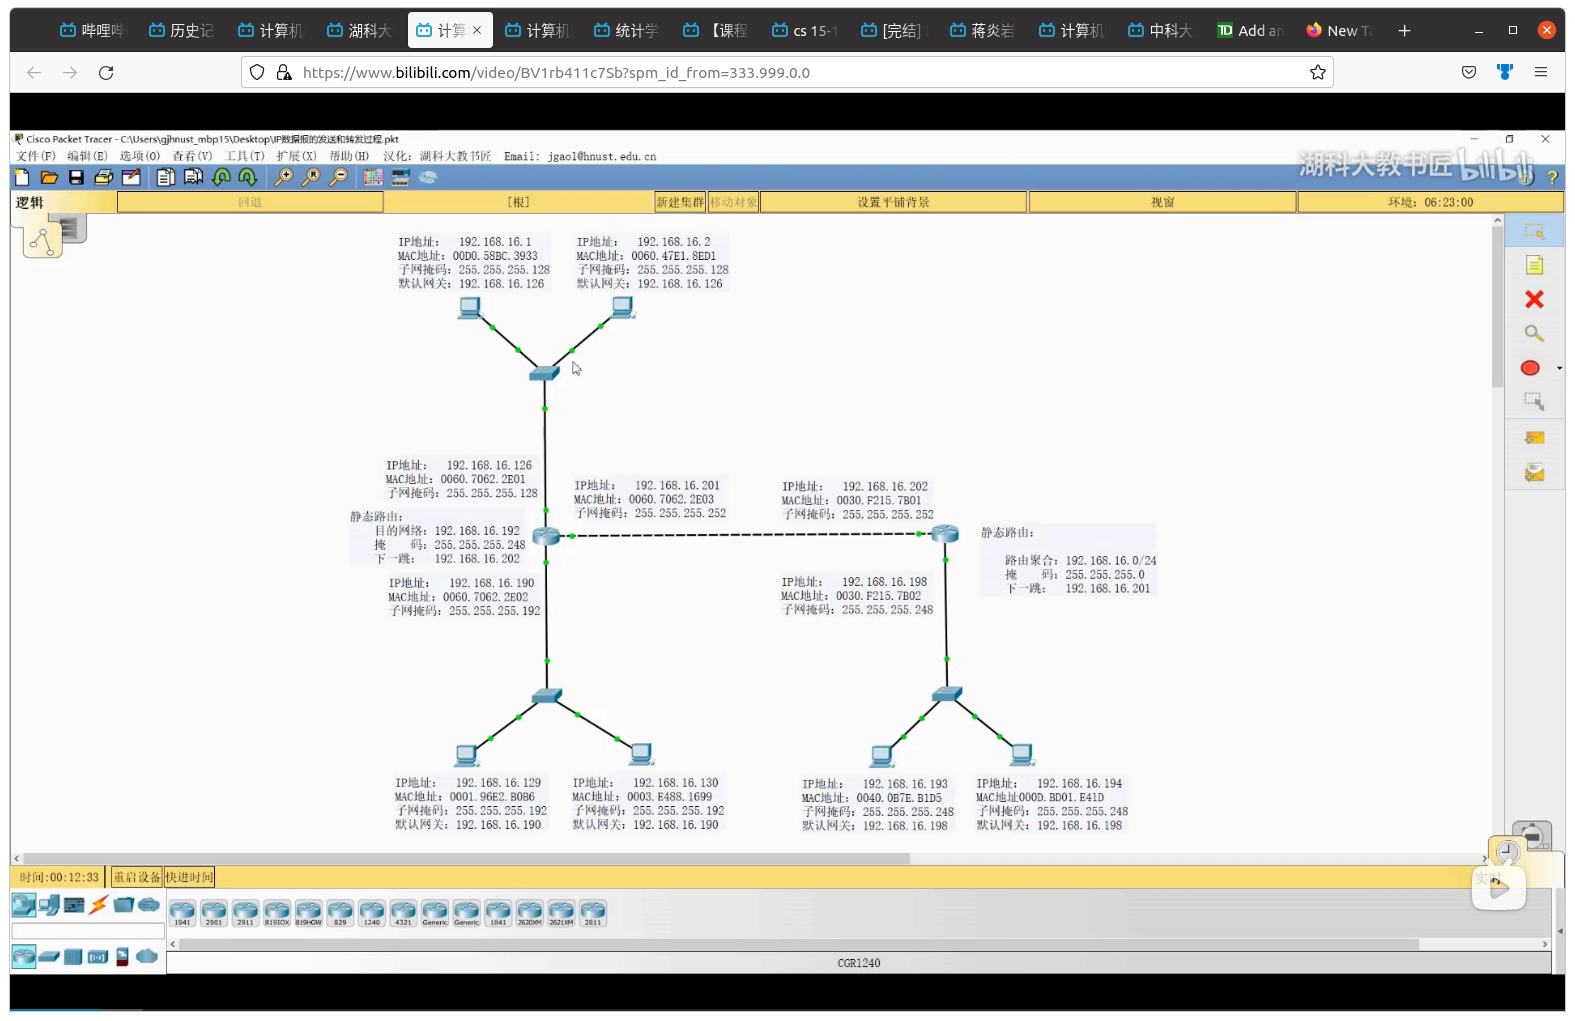 哔哩哔
历史记
计算机
湖科大
计算
计算机
统计学
【课程
cs 15-1
[完结]
蒋炎岩
计算机
中科大
Add an
New Ta
https://www.bilibili.com/video/BV1rb411c7Sb?spm_id_from=333.999.0.0
Cisco Packet Tracer - C:\Users\gjhnust_mbp15\Desktop\IP数据报的发送和转发过程.pkt
文件(F) 编辑(E) 选项(O) 查看(V) 工具(T) 扩展(X) 帮助(H) 汉化: 湖科大教书匠 Email: jgaol@hnust.edu.cn
湖科大教书匠 bilibili
逻辑 回退 [根] 新建集群 移动对象 设置平铺背景 视窗 环境: 06:23:00
IP地址: 192.168.16.1
MAC地址: 00D0.58BC.3933
子网掩码: 255.255.255.128
默认网关: 192.168.16.126
IP地址: 192.168.16.2
MAC地址: 0060.47E1.8ED1
子网掩码: 255.255.255.128
默认网关: 192.168.16.126
IP地址: 192.168.16.126
MAC地址: 0060.7062.2E01
子网掩码: 255.255.255.128
IP地址: 192.168.16.201
MAC地址: 0060.7062.2E03
子网掩码: 255.255.255.252
IP地址: 192.168.16.202
MAC地址: 0030.F215.7B01
子网掩码: 255.255.255.252
静态路由:
目的网络: 192.168.16.192
掩 码: 255.255.255.248
下一跳: 192.168.16.202
静态路由:
路由聚合: 192.168.16.0/24
掩 码: 255.255.255.0
下一跳: 192.168.16.201
IP地址: 192.168.16.190
MAC地址: 0060.7062.2E02
子网掩码: 255.255.255.192
IP地址: 192.168.16.198
MAC地址: 0030.F215.7B02
子网掩码: 255.255.255.248
IP地址: 192.168.16.129
MAC地址: 0001.96E2.B0B6
子网掩码: 255.255.255.192
默认网关: 192.168.16.190
IP地址: 192.168.16.130
MAC地址: 0003.E488.1699
子网掩码: 255.255.255.192
默认网关: 192.168.16.190
IP地址: 192.168.16.193
MAC地址: 0040.0B7E.B1D5
子网掩码: 255.255.255.248
默认网关: 192.168.16.198
IP地址: 192.168.16.194
MAC地址000D.BD01.E41D
子网掩码: 255.255.255.248
默认网关: 192.168.16.198
时间:00:12:33 重启设备 快进时间
实时
1941 2901 2911 819IOX 819HGW 829 1240 4321 Generic Generic 1841 2620XM 2621XM 2811
CGR1240